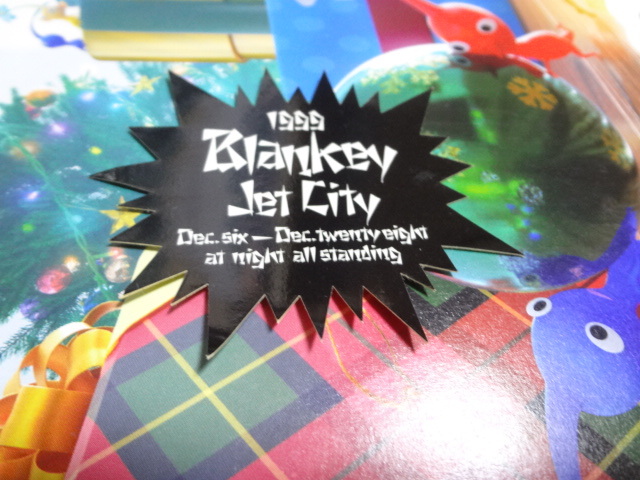 1999
Blankey
Jet City
Dec. six — Dec. twenty eight
at night all standing